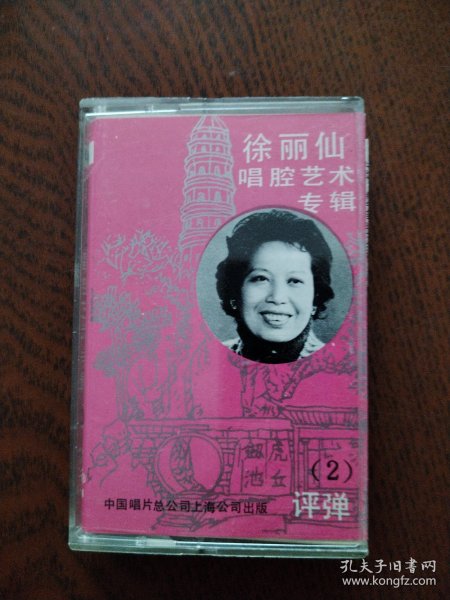 徐丽仙
唱腔艺术
专辑
虎丘
剑池
(2)
中国唱片总公司上海公司出版
评弹
孔夫子旧书网
www.kongfz.com